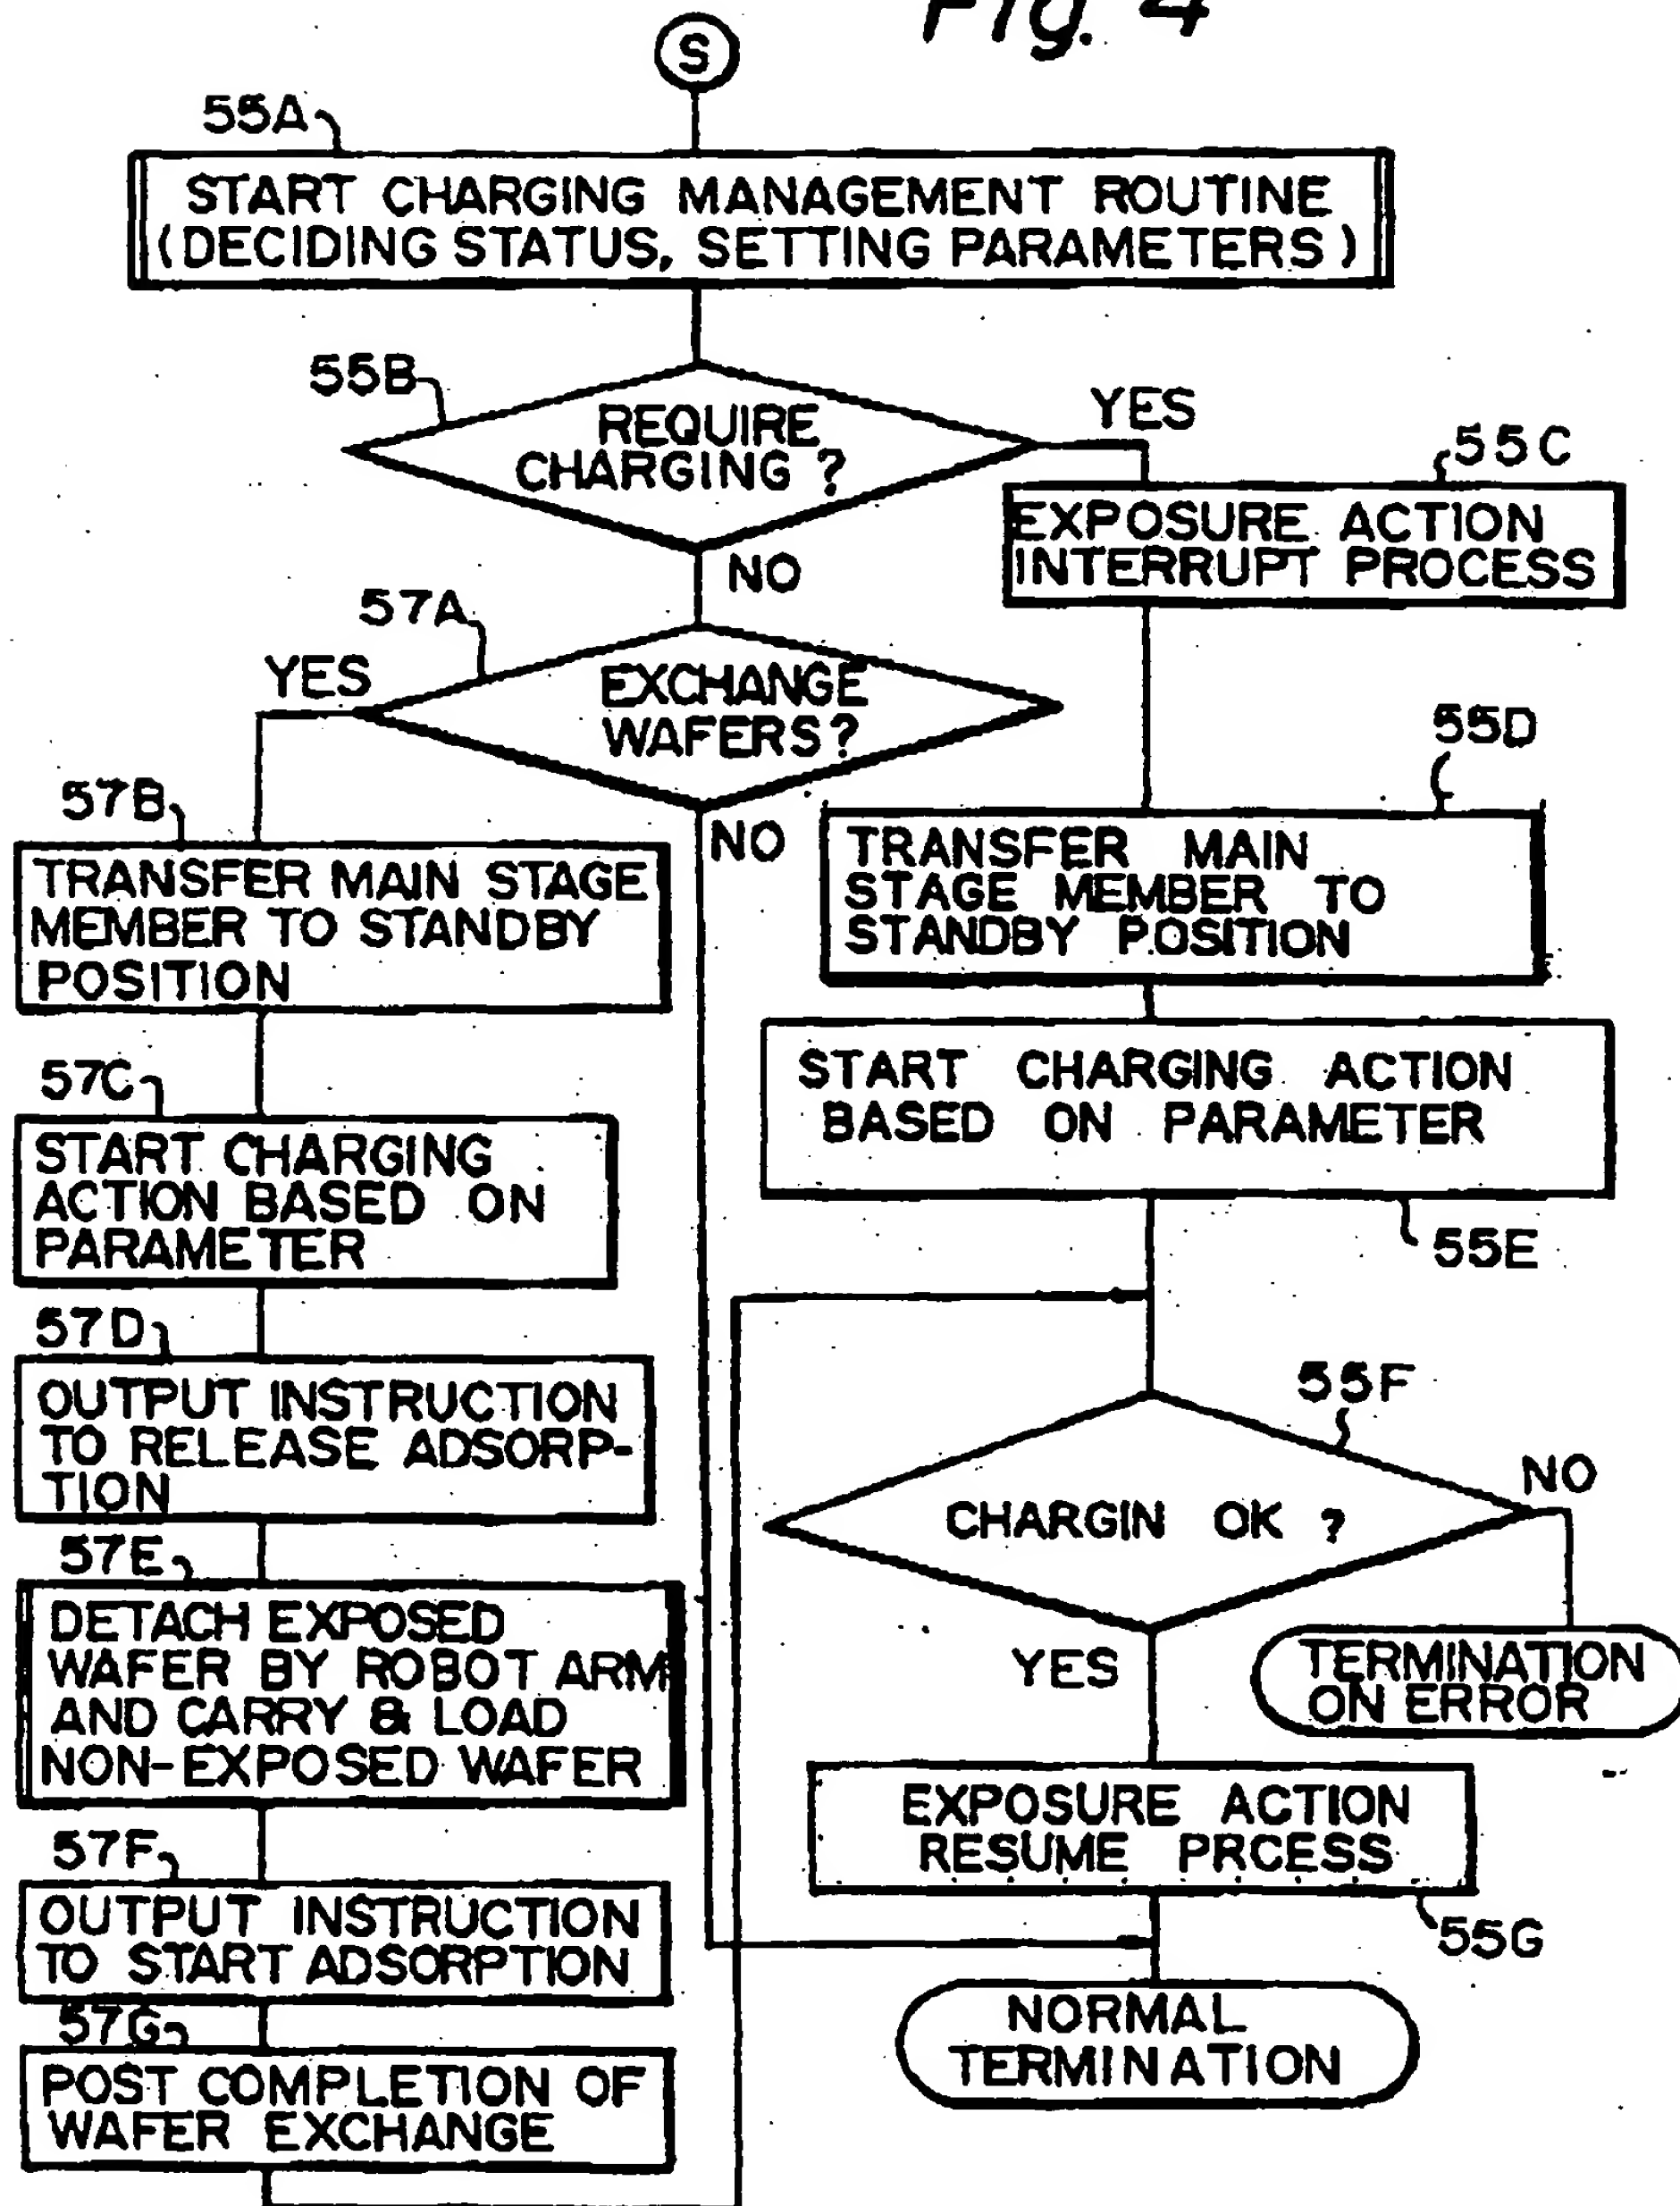 Fig. 4
S
55A
START CHARGING MANAGEMENT ROUTINE
(DECIDING STATUS, SETTING PARAMETERS)
55B
REQUIRE
CHARGING ?
YES
NO
55C
EXPOSURE ACTION
INTERRUPT PROCESS
57A
YES
EXCHANGE
WAFERS?
NO
55D
TRANSFER MAIN
STAGE MEMBER TO
STANDBY POSITION
57B
TRANSFER MAIN STAGE
MEMBER TO STANDBY
POSITION
START CHARGING ACTION
BASED ON PARAMETER
55E
57C
START CHARGING
ACTION BASED ON
PARAMETER
57D
OUTPUT INSTRUCTION
TO RELEASE ADSORP-
TION
55F
CHARGIN OK ?
NO
YES
TERMINATION
ON ERROR
57E
DETACH EXPOSED
WAFER BY ROBOT ARM
AND CARRY & LOAD
NON-EXPOSED WAFER
EXPOSURE ACTION
RESUME PRCESS
55G
57F
OUTPUT INSTRUCTION
TO START ADSORPTION
57G
POST COMPLETION OF
WAFER EXCHANGE
NORMAL
TERMINATION